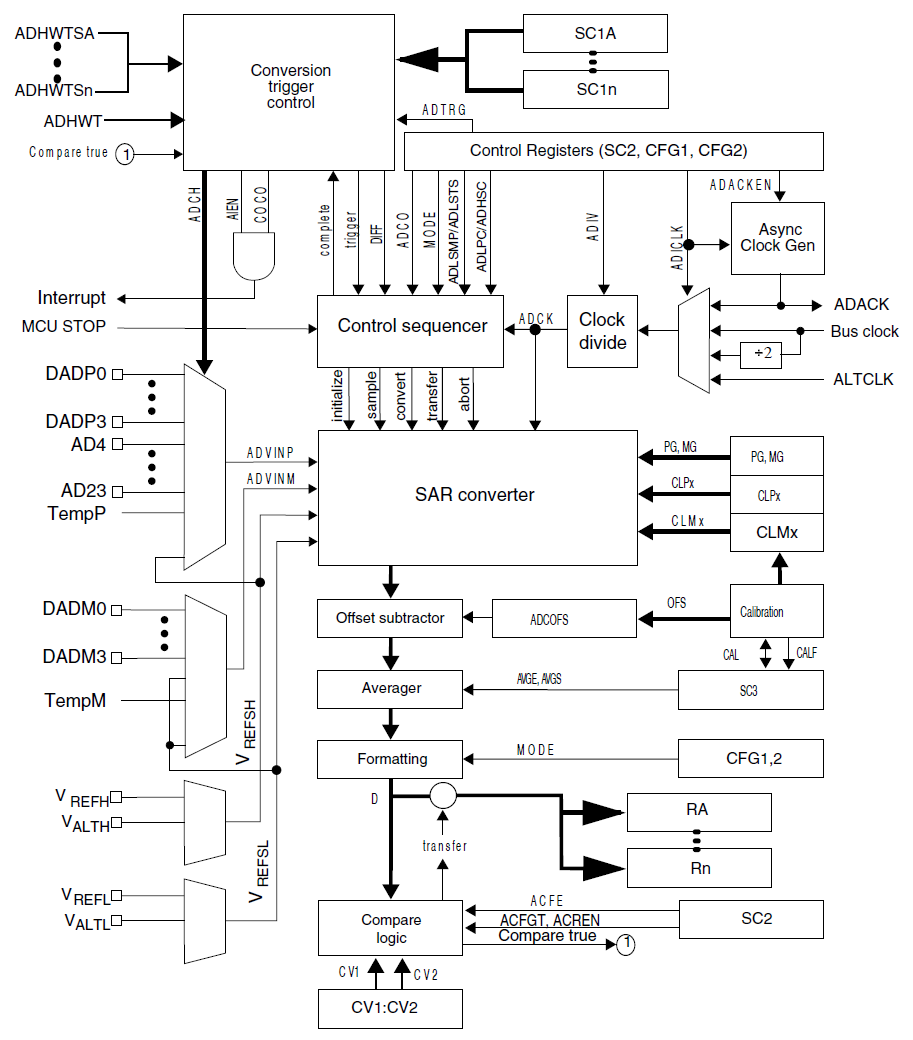 ADHWTSA
ADHWTSn
ADHWT
Compare true
1
Conversion
trigger
control
SC1A
SC1n
ADTRG
Control Registers (SC2, CFG1, CFG2)
ADCH
AIEN
COCO
complete
trigger
DIFF
ADCO
MODE
ADLSMP/ADLSTS
ADLPC/ADHSC
ADIV
ADICLK
ADACKEN
Async
Clock Gen
Interrupt
MCU STOP
Control sequencer
ADCK
Clock
divide
ADACK
Bus clock
÷2
ALTCLK
DADP0
DADP3
AD4
AD23
TempP
initialize
sample
convert
transfer
abort
ADVINP
ADVINM
SAR converter
PG, MG
PG, MG
CLPx
CLPx
CLMx
CLMx
DADM0
DADM3
TempM
Offset subtractor
ADCOFS
OFS
Calibration
CAL
CALF
Averager
AVGE, AVGS
SC3
VREFSH
Formatting
MODE
CFG1,2
VREFH
VALTH
D
transfer
RA
Rn
VREFSL
VREFL
VALTL
Compare
logic
ACFE
ACFGT, ACREN
Compare true
1
SC2
CV1
CV2
CV1:CV2